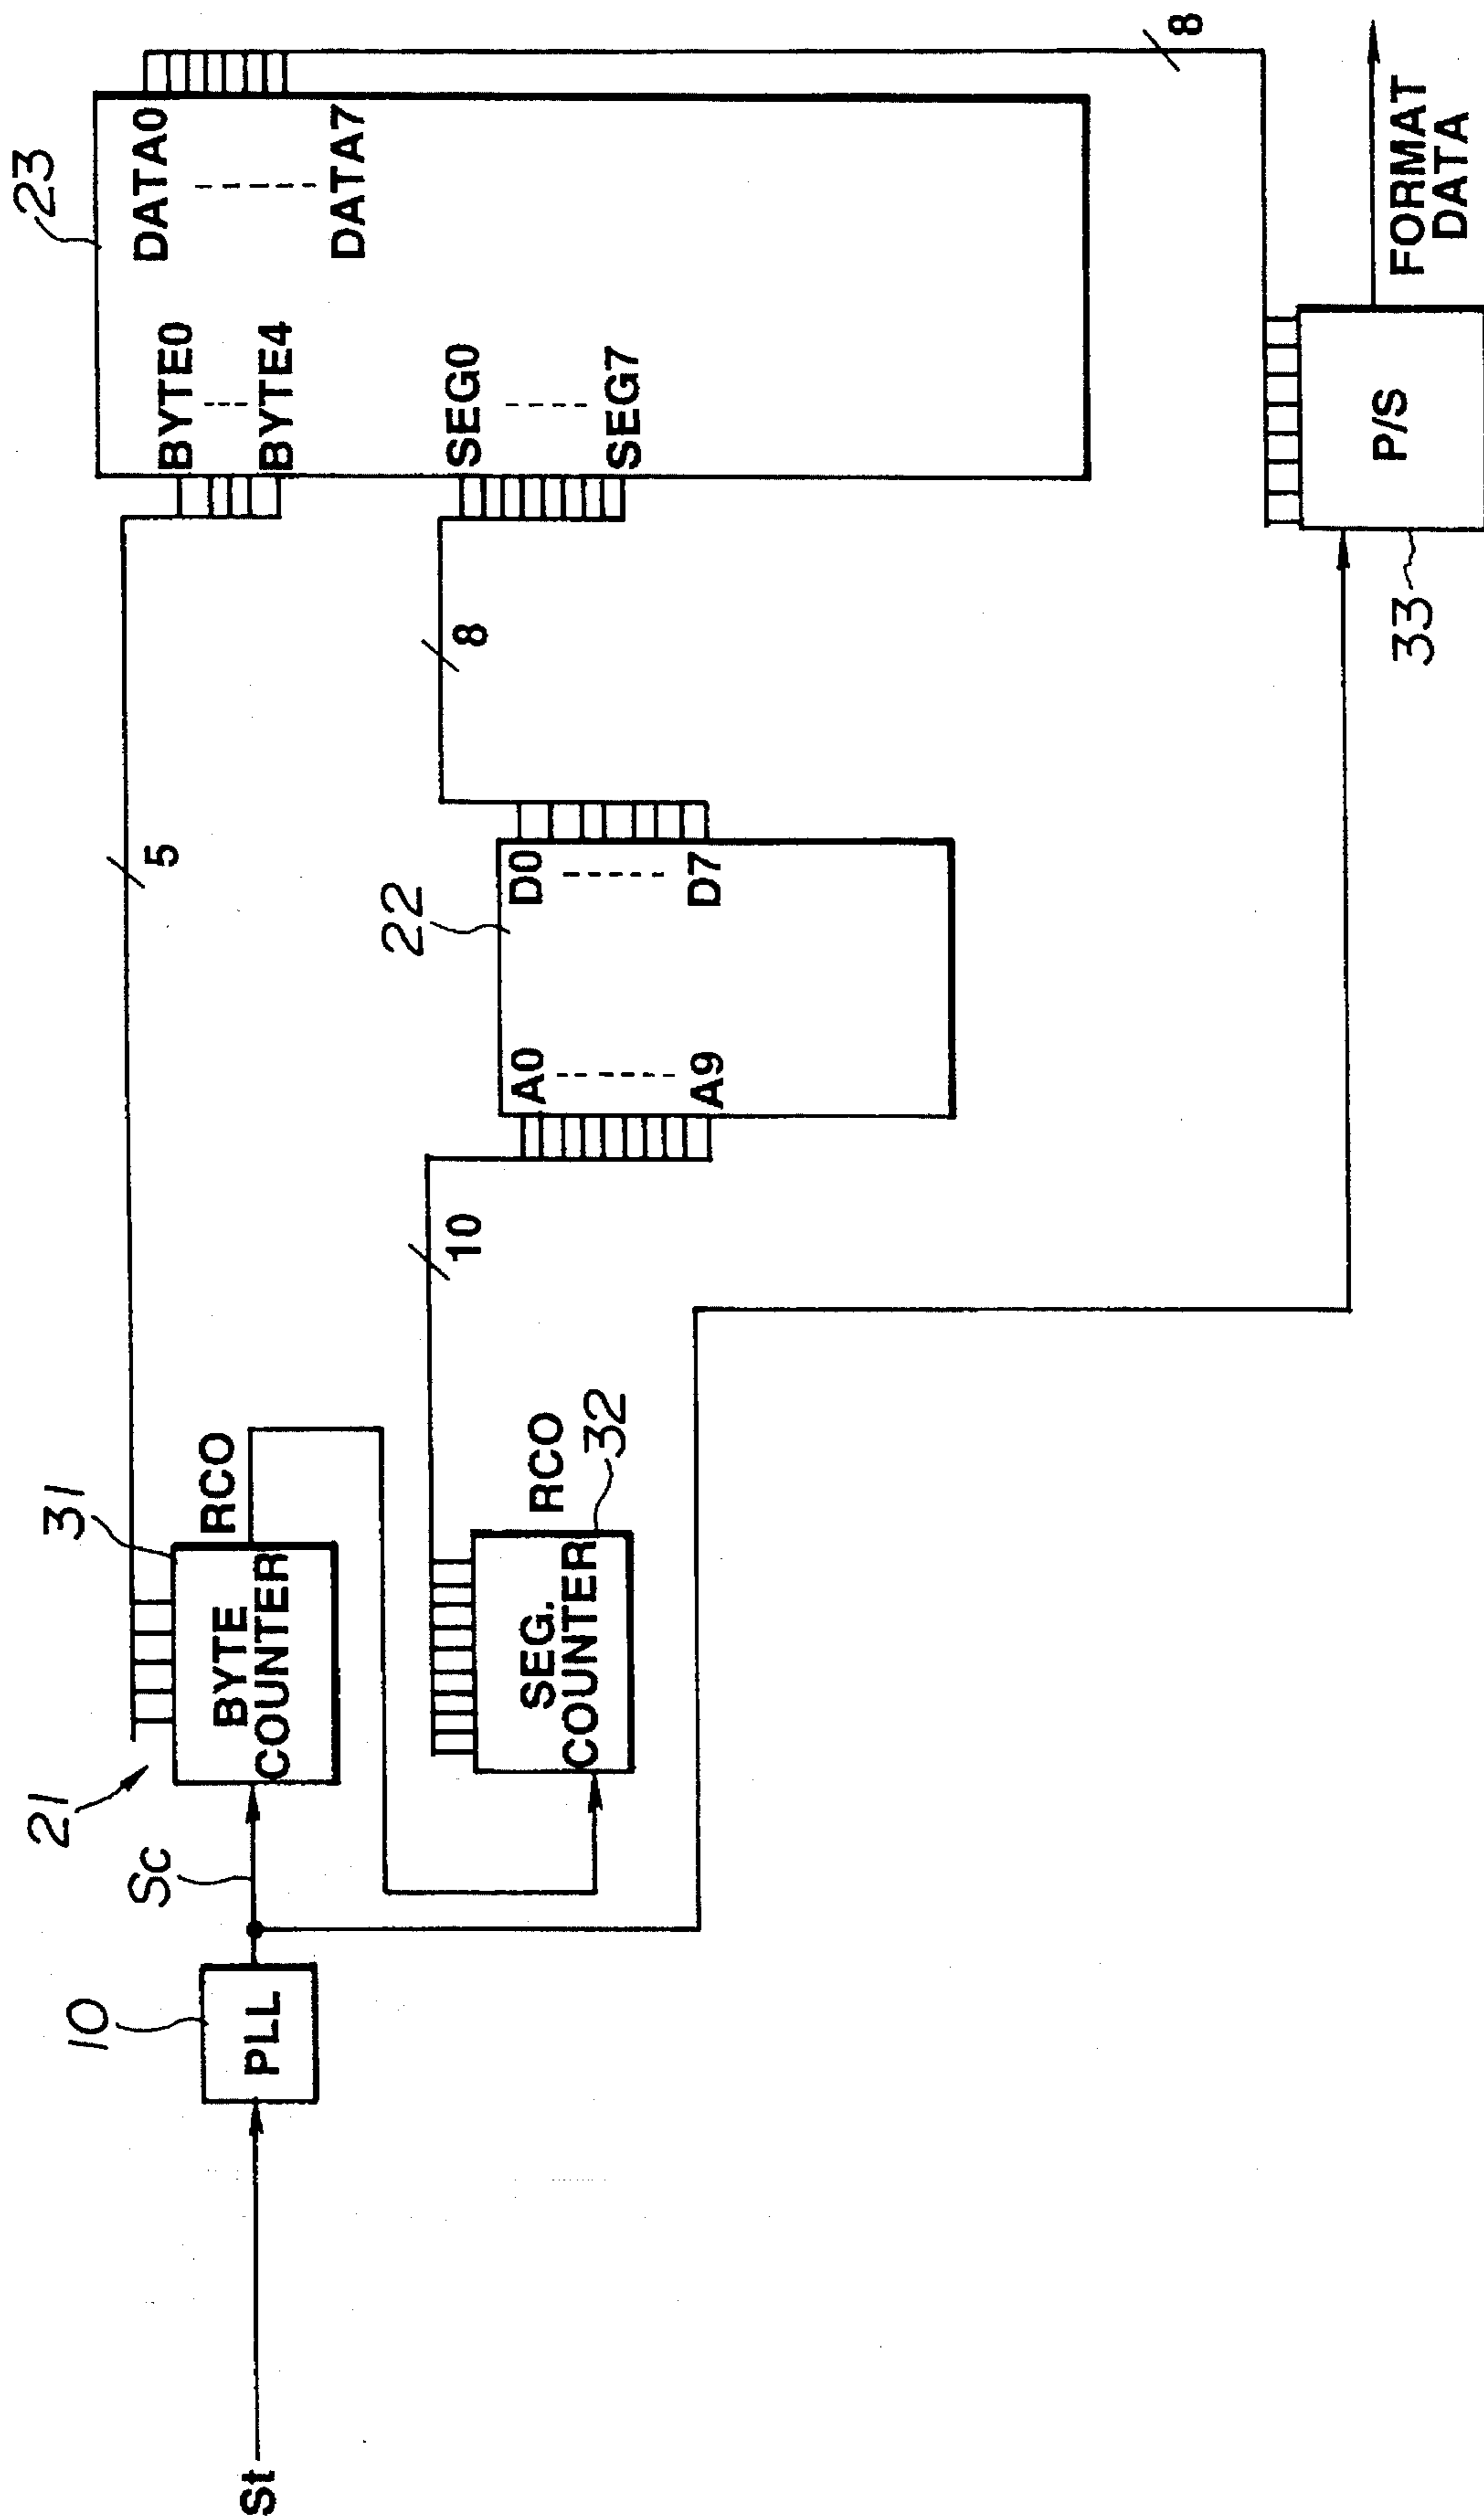 St
10
PLL
Sc
21
31
BYTE
COUNTER
RCO
5
SEG.
COUNTER
RCO
32
10
22
A0
A9
D0
D7
8
23
BYTE0
BYTE4
SEG0
SEG7
DATA0
DATA7
8
P/S
33
FORMAT
DATA